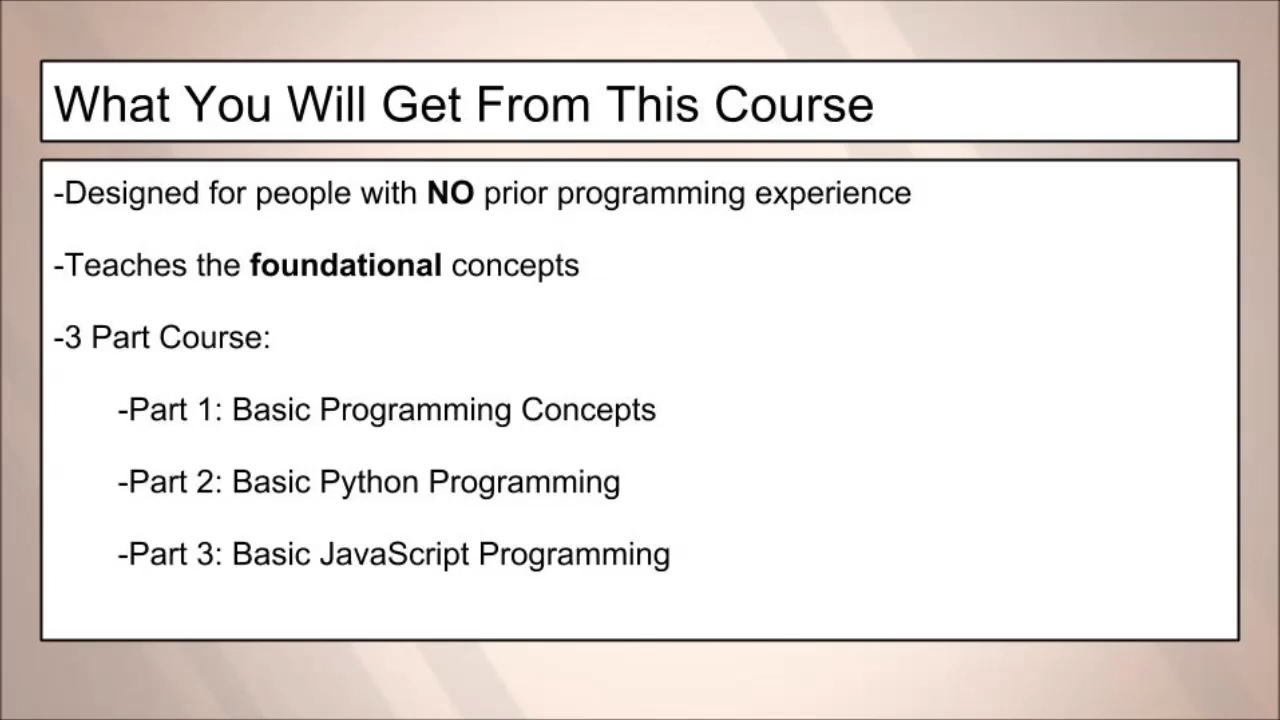 What You Will Get From This Course
-Designed for people with NO prior programming experience
-Teaches the foundational concepts
-3 Part Course:
-Part 1: Basic Programming Concepts
-Part 2: Basic Python Programming
-Part 3: Basic JavaScript Programming